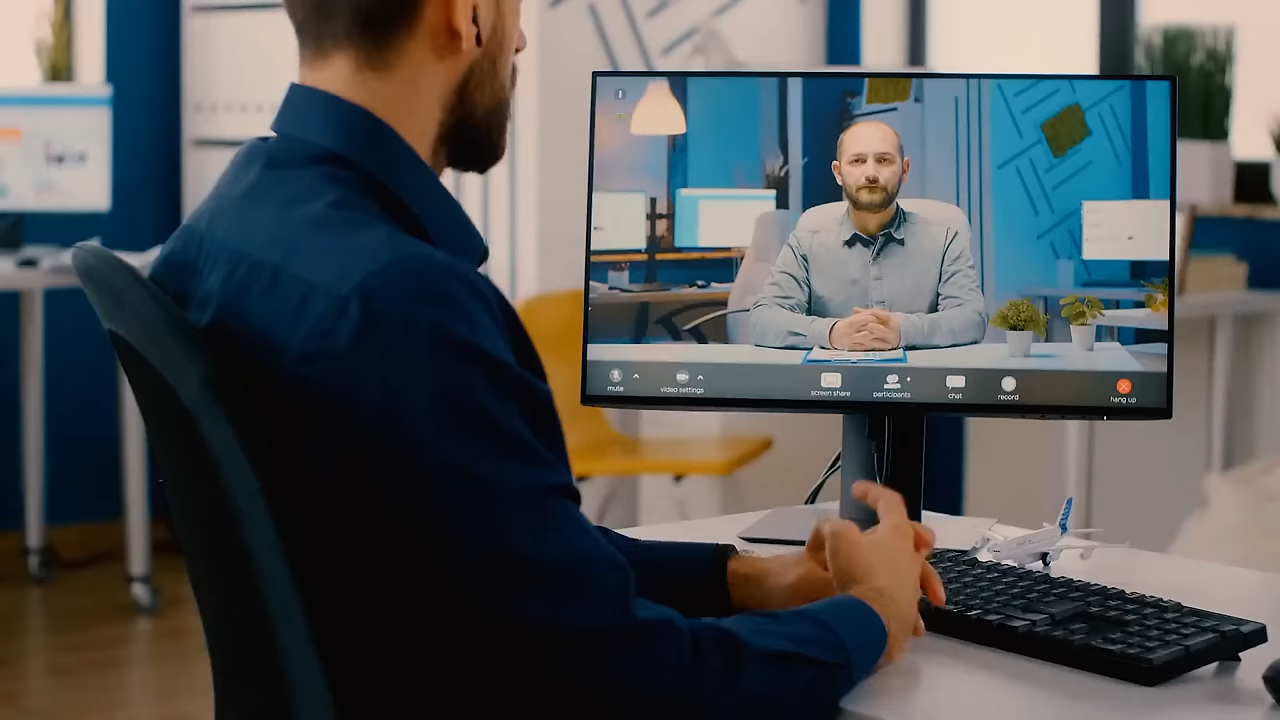 mute
video settings
screen share
participants
chat
record
hang up